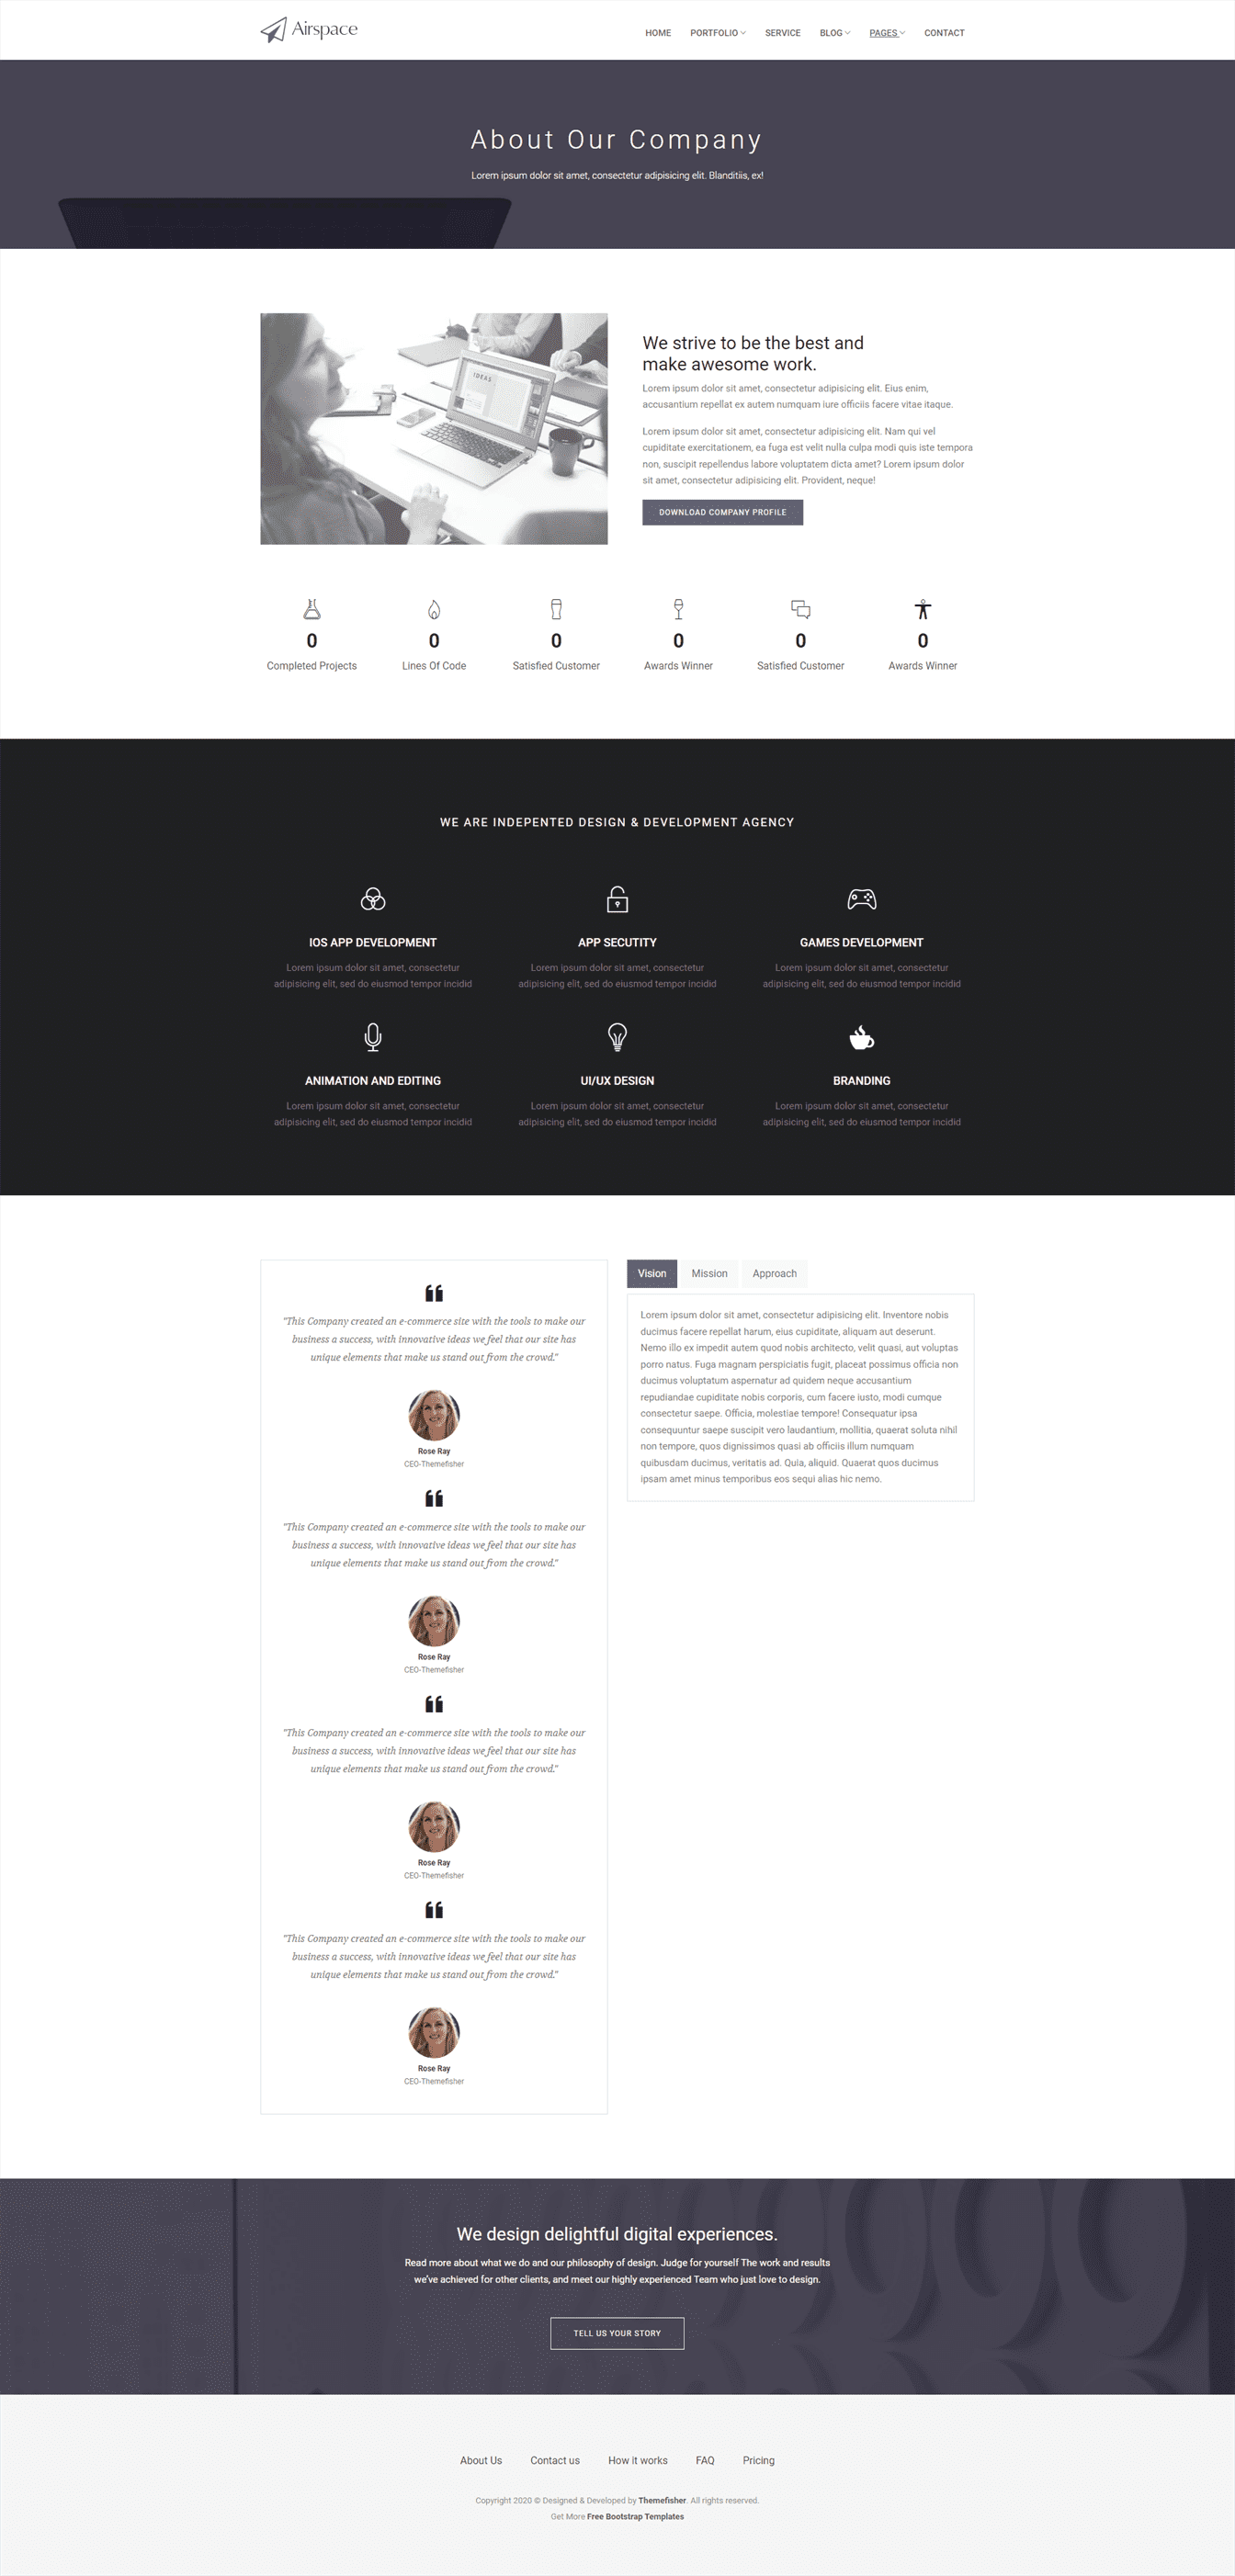 Airspace
HOME PORTFOLIO SERVICE BLOG PAGES CONTACT
About Our Company
Lorem ipsum dolor sit amet, consectetur adipisicing elit. Blanditiis, ex!
IDEAS
We strive to be the best and
make awesome work.
Lorem ipsum dolor sit amet, consectetur adipisicing elit. Eius enim,
accusantium repellat ex autem numquam iure officiis facere vitae itaque.
Lorem ipsum dolor sit amet, consectetur adipisicing elit. Nam qui vel
cupiditate exercitationem, ea fuga est velit nulla culpa modi quis iste tempora
non, suscipit repellendus labore voluptatem dicta amet? Lorem ipsum dolor
sit amet, consectetur adipisicing elit. Provident, neque!
DOWNLOAD COMPANY PROFILE
0 0 0 0 0 0
Completed Projects Lines Of Code Satisfied Customer Awards Winner Satisfied Customer Awards Winner
WE ARE INDEPENTED DESIGN & DEVELOPMENT AGENCY
IOS APP DEVELOPMENT
Lorem ipsum dolor sit amet, consectetur
adipisicing elit, sed do eiusmod tempor incidid
APP SECUTITY
Lorem ipsum dolor sit amet, consectetur
adipisicing elit, sed do eiusmod tempor incidid
GAMES DEVELOPMENT
Lorem ipsum dolor sit amet, consectetur
adipisicing elit, sed do eiusmod tempor incidid
ANIMATION AND EDITING
Lorem ipsum dolor sit amet, consectetur
adipisicing elit, sed do eiusmod tempor incidid
UI/UX DESIGN
Lorem ipsum dolor sit amet, consectetur
adipisicing elit, sed do eiusmod tempor incidid
BRANDING
Lorem ipsum dolor sit amet, consectetur
adipisicing elit, sed do eiusmod tempor incidid
"This Company created an e-commerce site with the tools to make our
business a success, with innovative ideas we feel that our site has
unique elements that make us stand out from the crowd."
Rose Ray
CEO-Themefisher
"This Company created an e-commerce site with the tools to make our
business a success, with innovative ideas we feel that our site has
unique elements that make us stand out from the crowd."
Rose Ray
CEO-Themefisher
"This Company created an e-commerce site with the tools to make our
business a success, with innovative ideas we feel that our site has
unique elements that make us stand out from the crowd."
Rose Ray
CEO-Themefisher
"This Company created an e-commerce site with the tools to make our
business a success, with innovative ideas we feel that our site has
unique elements that make us stand out from the crowd."
Rose Ray
CEO-Themefisher
Vision Mission Approach
Lorem ipsum dolor sit amet, consectetur adipisicing elit. Inventore nobis
ducimus facere repellat harum, eius cupiditate, aliquam aut deserunt.
Nemo illo ex impedit autem quod nobis architecto, velit quasi, aut voluptas
porro natus. Fuga magnam perspiciatis fugit, placeat possimus officia non
ducimus voluptatum aspernatur ad quidem neque accusantium
repudiandae cupiditate nobis corporis, cum facere iusto, modi cumque
consectetur saepe. Officia, molestiae tempore! Consequatur ipsa
consequuntur saepe suscipit vero laudantium, mollitia, quaerat soluta nihil
non tempore, quos dignissimos quasi ab officiis illum numquam
quibusdam ducimus, veritatis ad. Quia, aliquid. Quaerat quos ducimus
ipsam amet minus temporibus eos sequi alias hic nemo.
We design delightful digital experiences.
Read more about what we do and our philosophy of design. Judge for yourself The work and results
we've achieved for other clients, and meet our highly experienced Team who just love to design.
TELL US YOUR STORY
About Us Contact us How it works FAQ Pricing
Copyright 2020 © Designed & Developed by Themefisher. All rights reserved.
Get More Free Bootstrap Templates